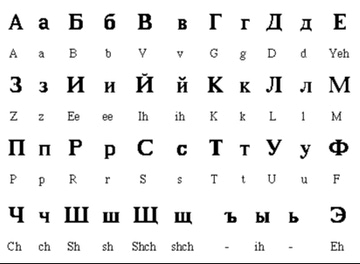 А а Б б В в Г г Д д Е
A a B b V v G g D d Yeh
З з И и Й й К к Л л М
Z z Ee ee Ih ih K k L l M
П п Р р С с Т т У у Ф
P p R r S s T t U u F
Ч ч Ш ш Щ щ ъ ы ь Э
Ch ch Sh sh Shch shch - ih - Eh